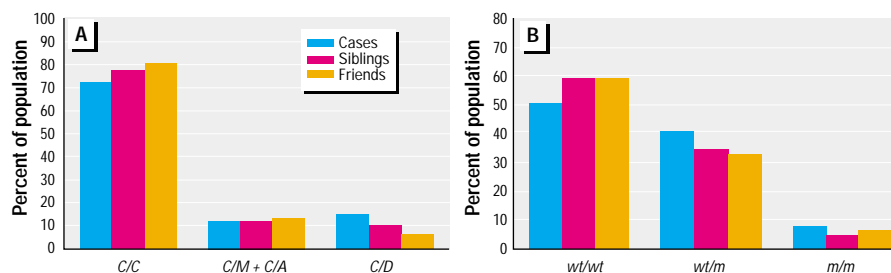 A
Percent of population
100
90
80
70
60
50
40
30
20
10
0
Cases
Siblings
Friends
C/C
C/M + C/A
C/D
B
Percent of population
80
70
60
50
40
30
20
10
0
wt/wt
wt/m
m/m